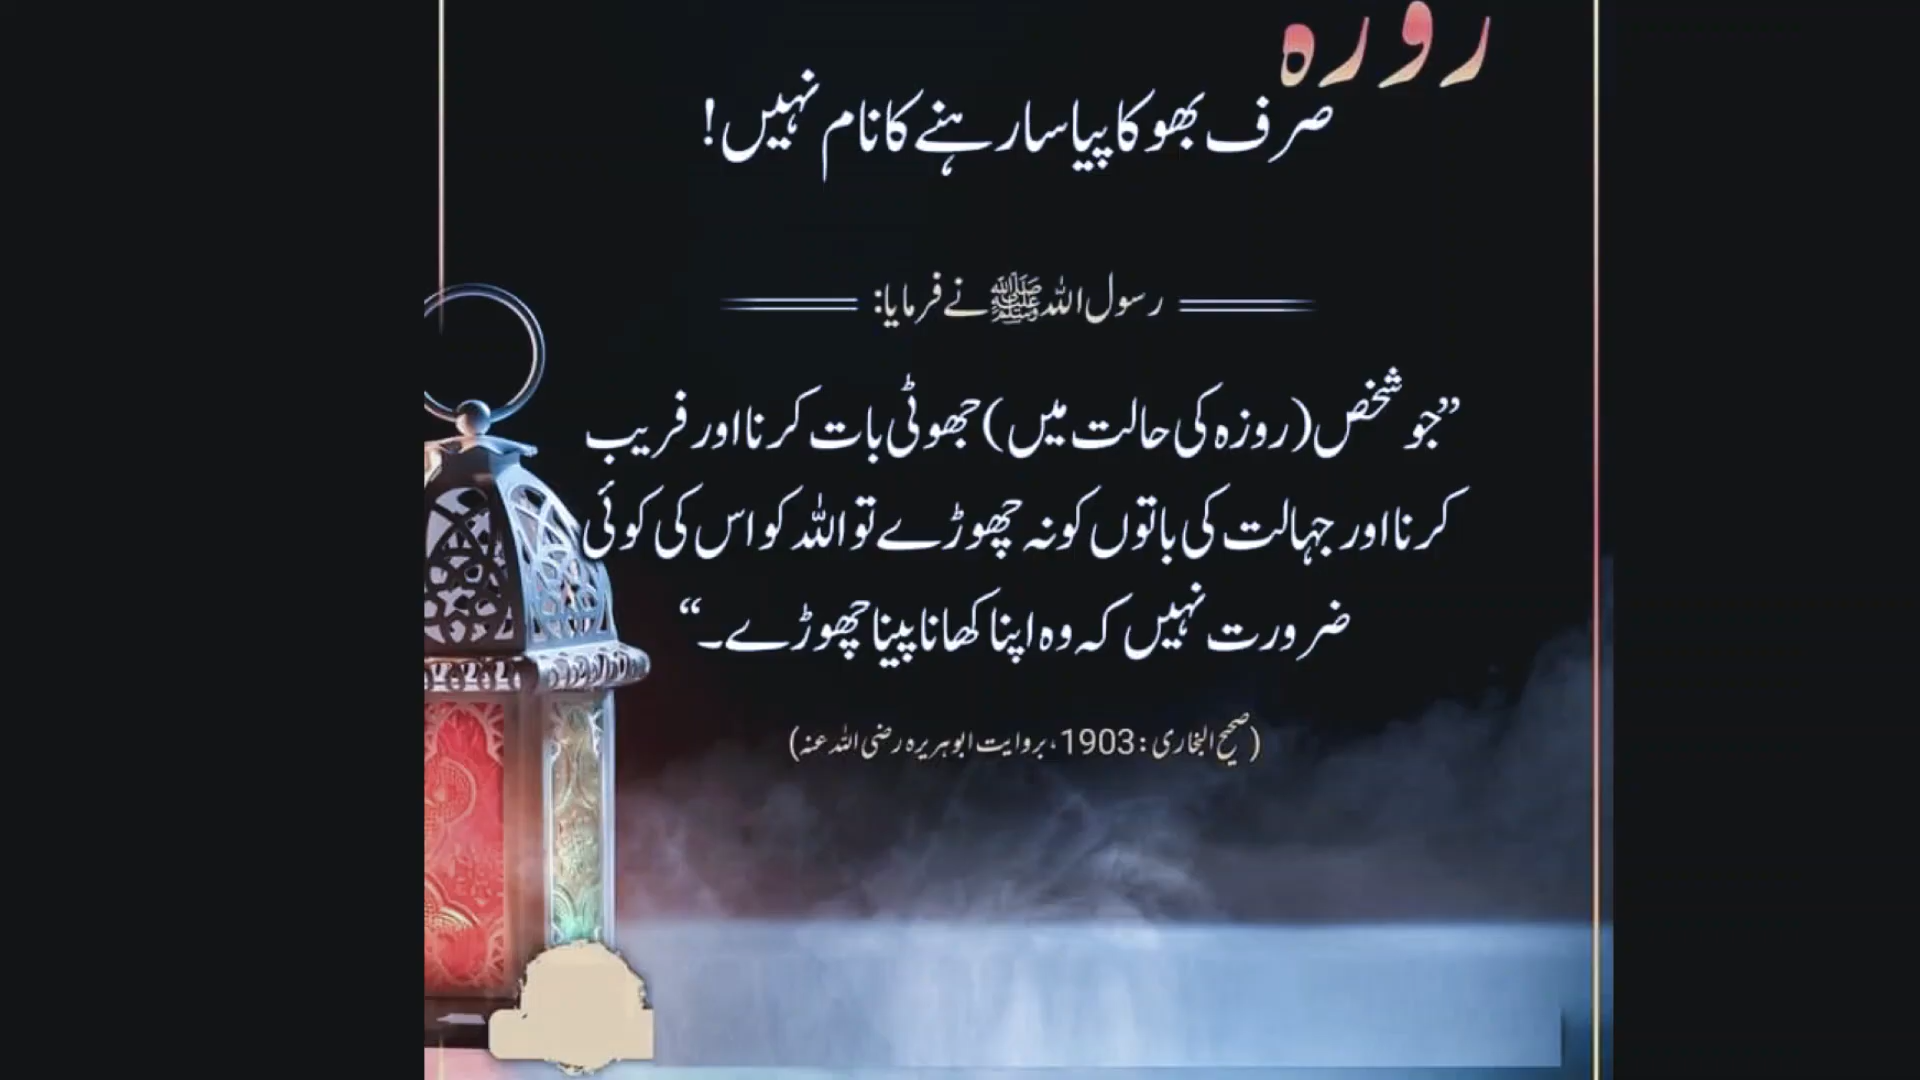 روزہ
صرف بھوکا پیاسا رہنے کا نام نہیں!
رسول اللہ ﷺ نے فرمایا:
”جو شخص (روزہ کی حالت میں) جھوٹی بات کرنا اور فریب
کرنا اور جہالت کی باتوں کو نہ چھوڑے تو اللہ کو اس کی کوئی
ضرورت نہیں کہ وہ اپنا کھانا پینا چھوڑے۔“
(صحیح البخاری: 1903، بروایت ابوہریرہ رضی اللہ عنہ)